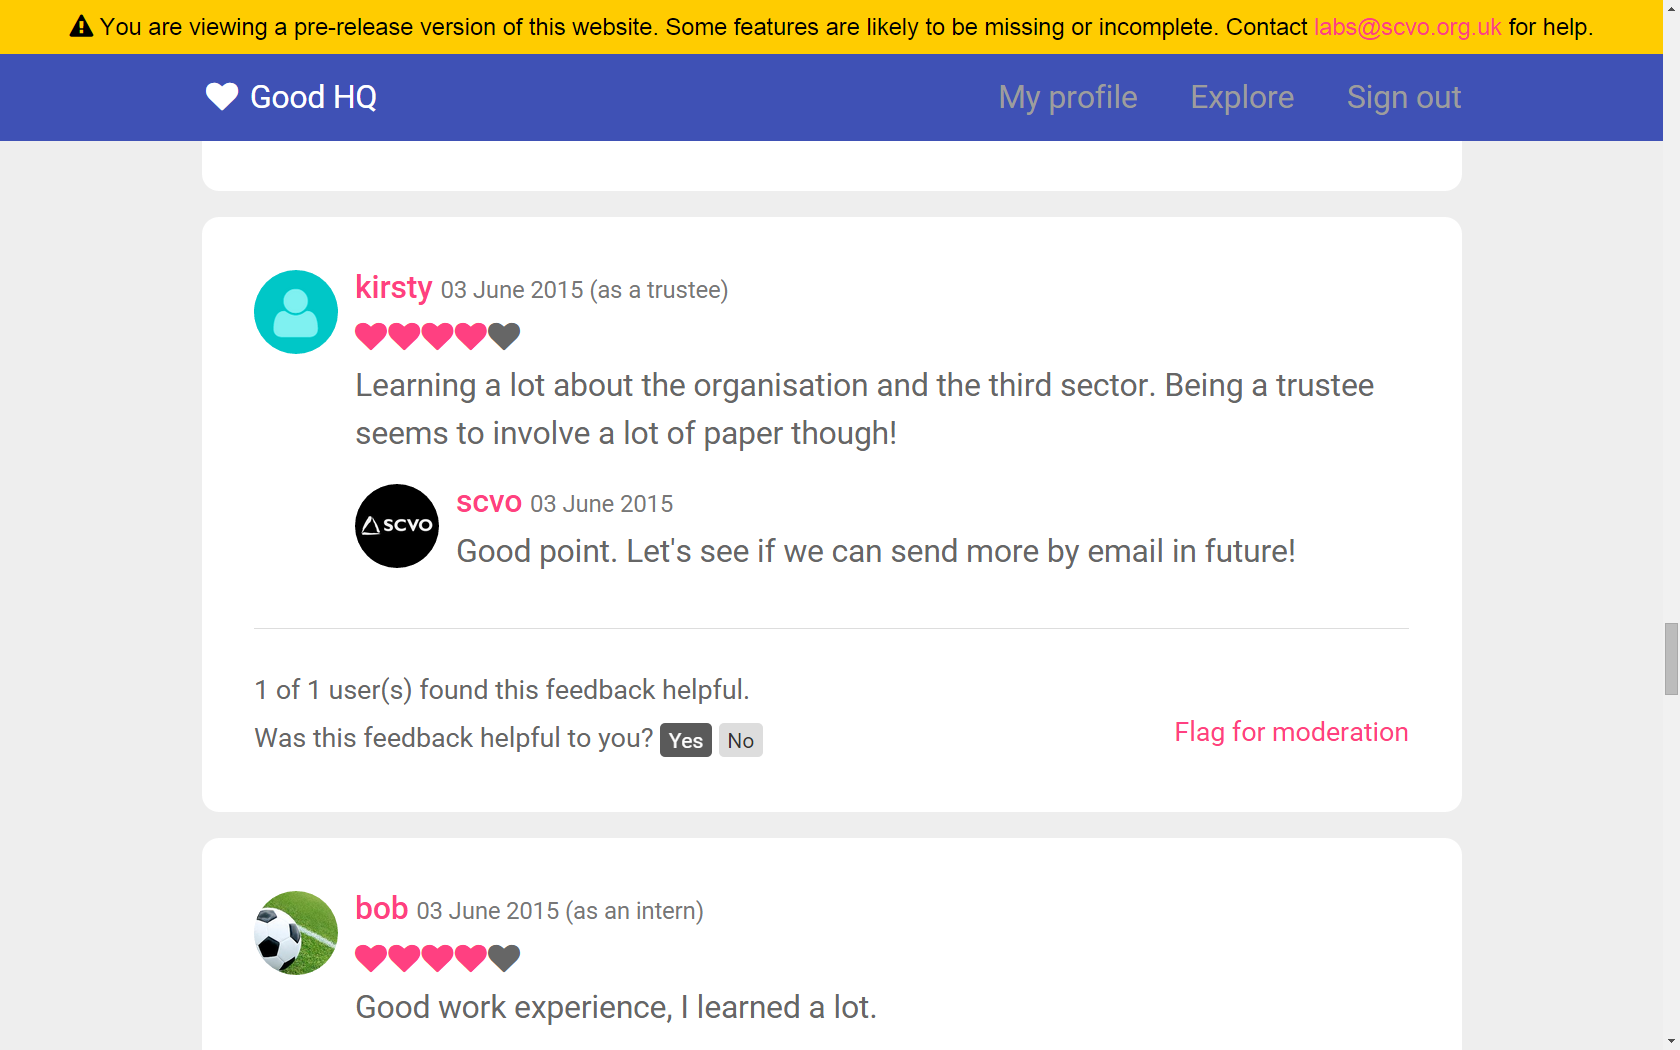 You are viewing a pre-release version of this website. Some features are likely to be missing or incomplete. Contact labs@scvo.org.uk for help.
Good HQ
My profile Explore Sign out
kirsty 03 June 2015 (as a trustee)
Learning a lot about the organisation and the third sector. Being a trustee
seems to involve a lot of paper though!
SCVO
scvo 03 June 2015
Good point. Let's see if we can send more by email in future!
1 of 1 user(s) found this feedback helpful.
Was this feedback helpful to you? Yes No
Flag for moderation
bob 03 June 2015 (as an intern)
Good work experience, I learned a lot.